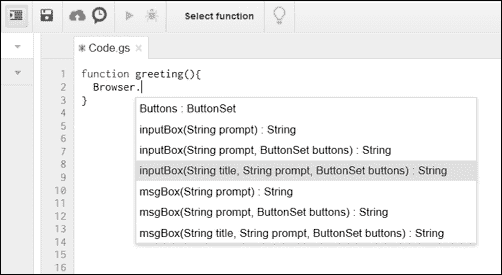 Select function
Code.gs ×
1 function greeting(){
2 Browser.
3 }
4
5
6
7
8
9
10
11
12
13
14
15
16
Buttons : ButtonSet
inputBox(String prompt) : String
inputBox(String prompt, ButtonSet buttons) : String
inputBox(String title, String prompt, ButtonSet buttons) : String
msgBox(String prompt) : String
msgBox(String prompt, ButtonSet buttons) : String
msgBox(String title, String prompt, ButtonSet buttons) : String